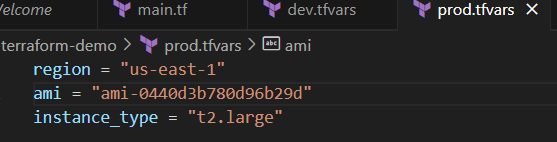 Welcome main.tf dev.tfvars prod.tfvars
terraform-demo > prod.tfvars > abc ami
region = "us-east-1"
ami = "ami-0440d3b780d96b29d"
instance_type = "t2.large"